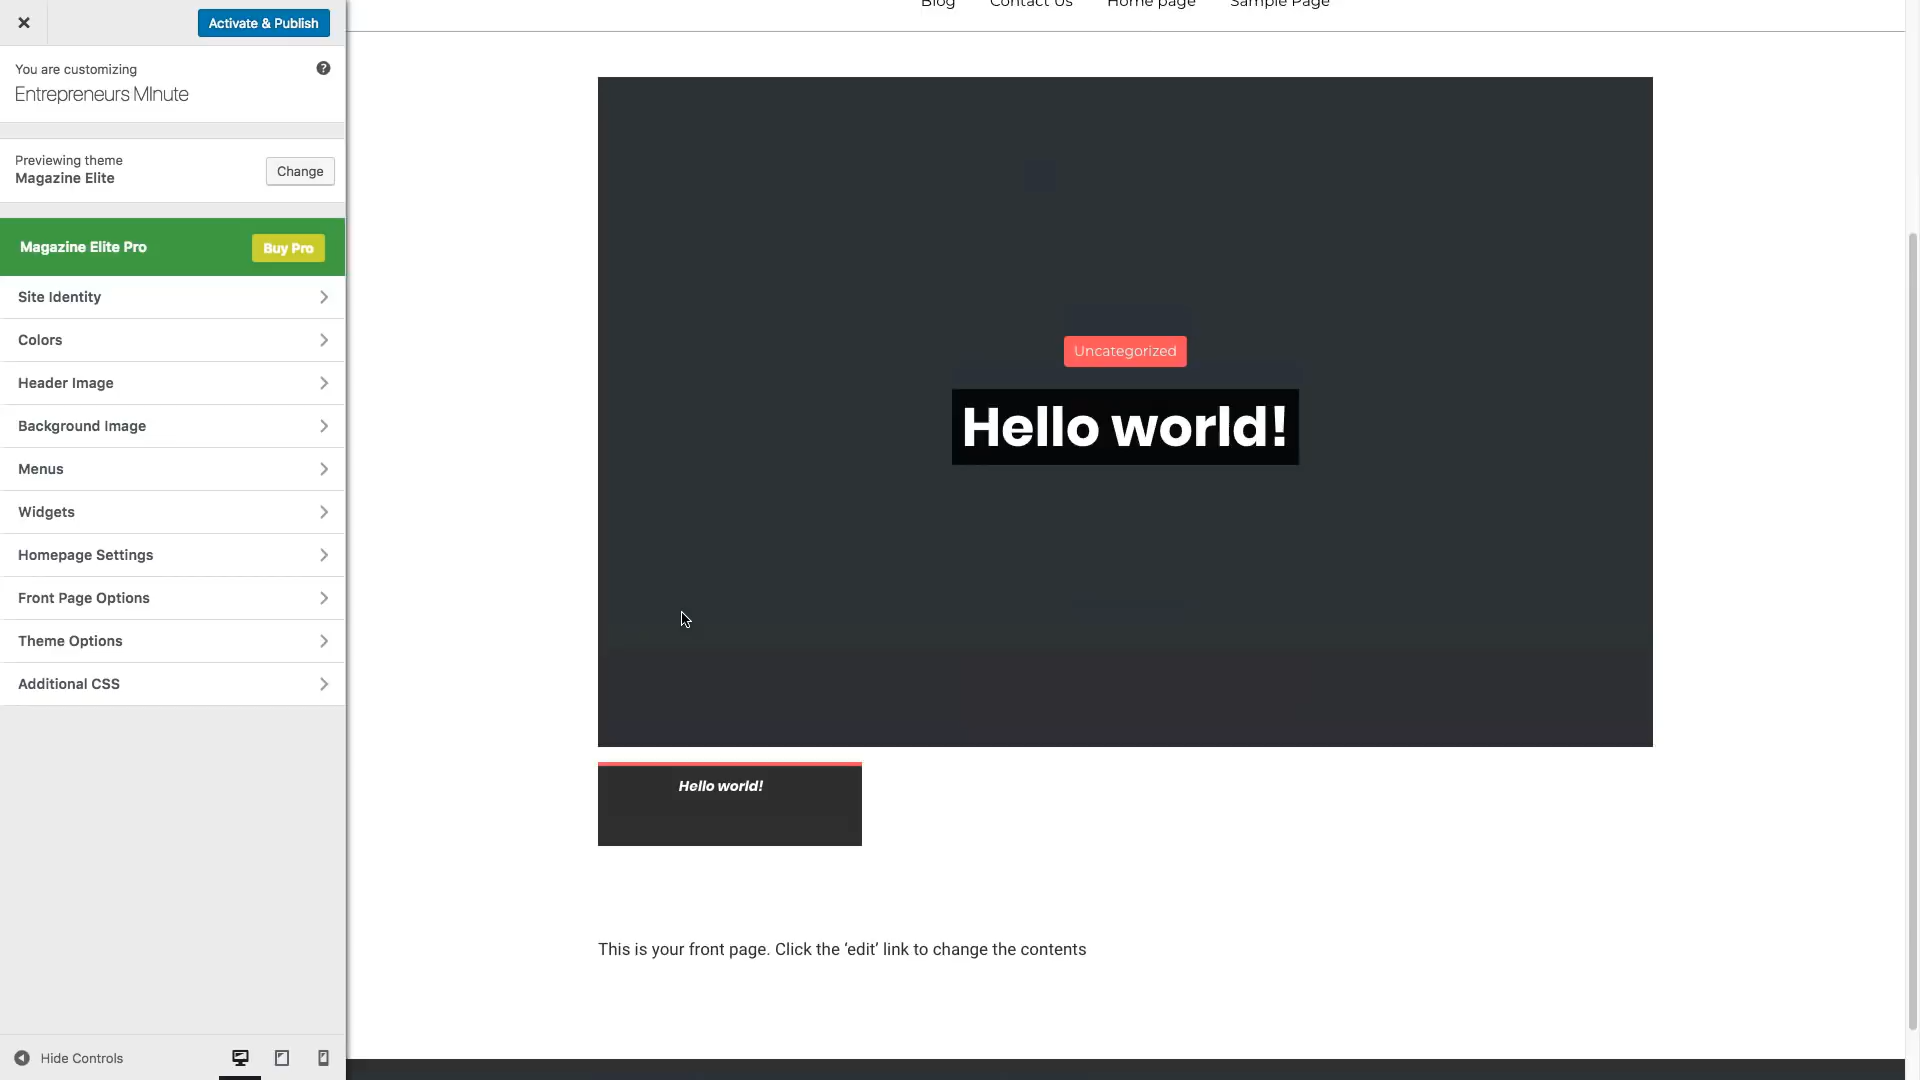 Activate & Publish
You are customizing
Entrepreneurs MInute
Previewing theme
Magazine Elite
Change
Magazine Elite Pro
Buy Pro
Site Identity
Colors
Header Image
Background Image
Menus
Widgets
Homepage Settings
Front Page Options
Theme Options
Additional CSS
Hide Controls
Blog Contact Us Home page Sample Page
Uncategorized
Hello world!
Hello world!
This is your front page. Click the ‘edit’ link to change the contents